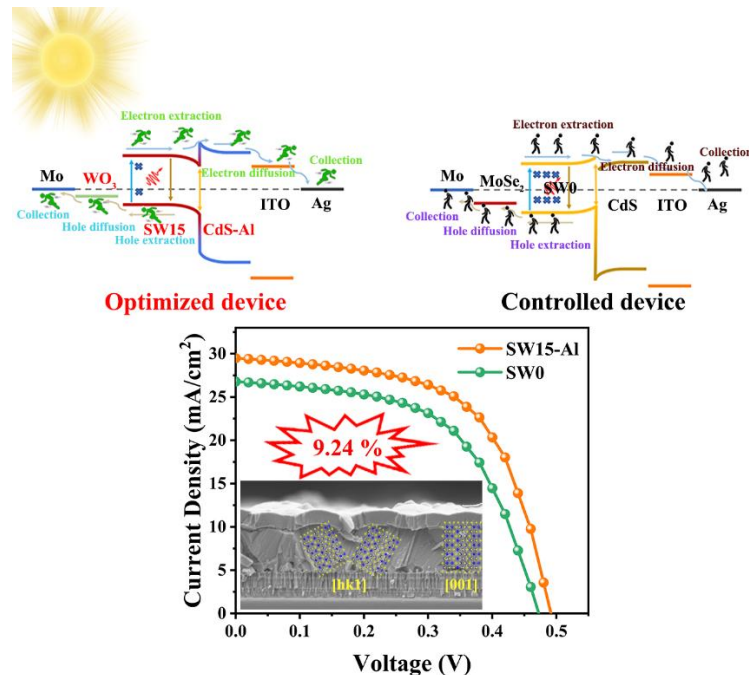 Electron extraction
Collection
Mo
WO3
Electron diffusion
ITO
Ag
Collection
Hole diffusion
SW15
CdS-Al
Hole extraction
Optimized device
Electron extraction
Collection
Electron diffusion
Mo
MoSe2
SW0
CdS
ITO
Ag
Collection
Hole diffusion
Hole extraction
Controlled device
Current Density (mA/cm2)
30
25
20
15
10
5
0
SW15-Al
SW0
9.24 %
[hk1]
[001]
0.0
0.1
0.2
0.3
0.4
0.5
Voltage (V)